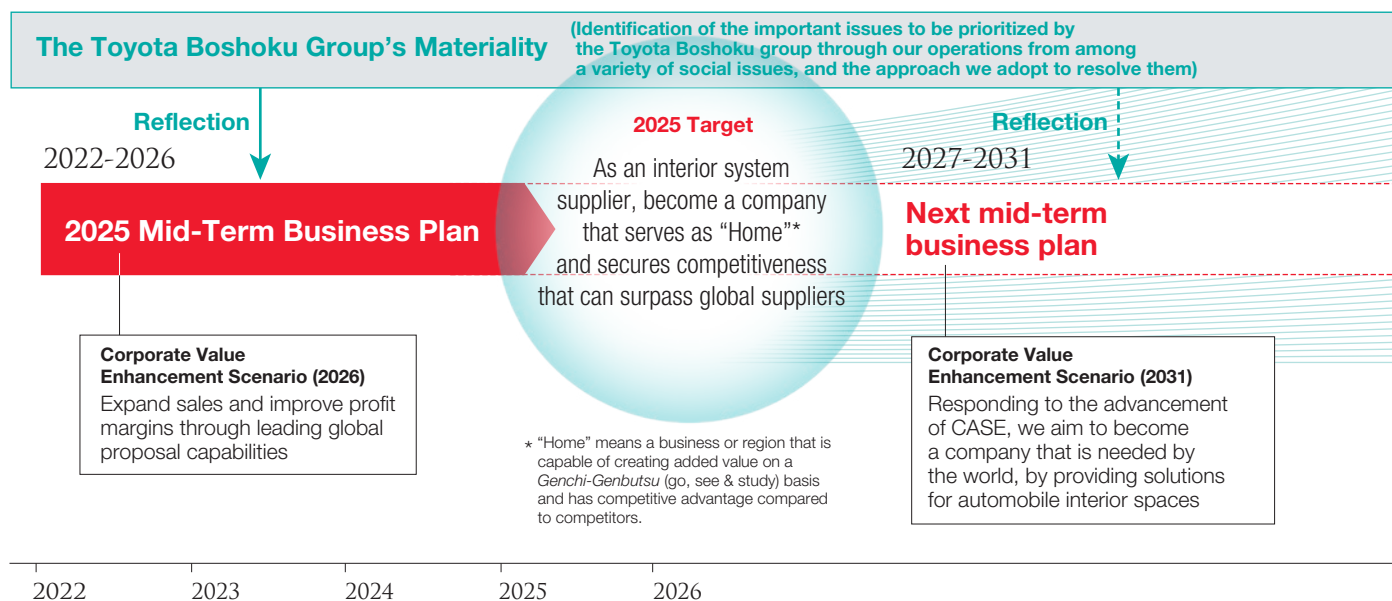 The Toyota Boshoku Group’s Materiality
(Identification of the important issues to be prioritized by
the Toyota Boshoku group through our operations from among
a variety of social issues, and the approach we adopt to resolve them)
Reflection
2022-2026
2025 Mid-Term Business Plan
Corporate Value
Enhancement Scenario (2026)
Expand sales and improve profit
margins through leading global
proposal capabilities
2025 Target
As an interior system
supplier, become a company
that serves as “Home”*
and secures competitiveness
that can surpass global suppliers
* “Home” means a business or region that is
capable of creating added value on a
Genchi-Genbutsu (go, see & study) basis
and has competitive advantage compared
to competitors.
Reflection
2027-2031
Next mid-term
business plan
Corporate Value
Enhancement Scenario (2031)
Responding to the advancement
of CASE, we aim to become
a company that is needed by
the world, by providing solutions
for automobile interior spaces
2022
2023
2024
2025
2026